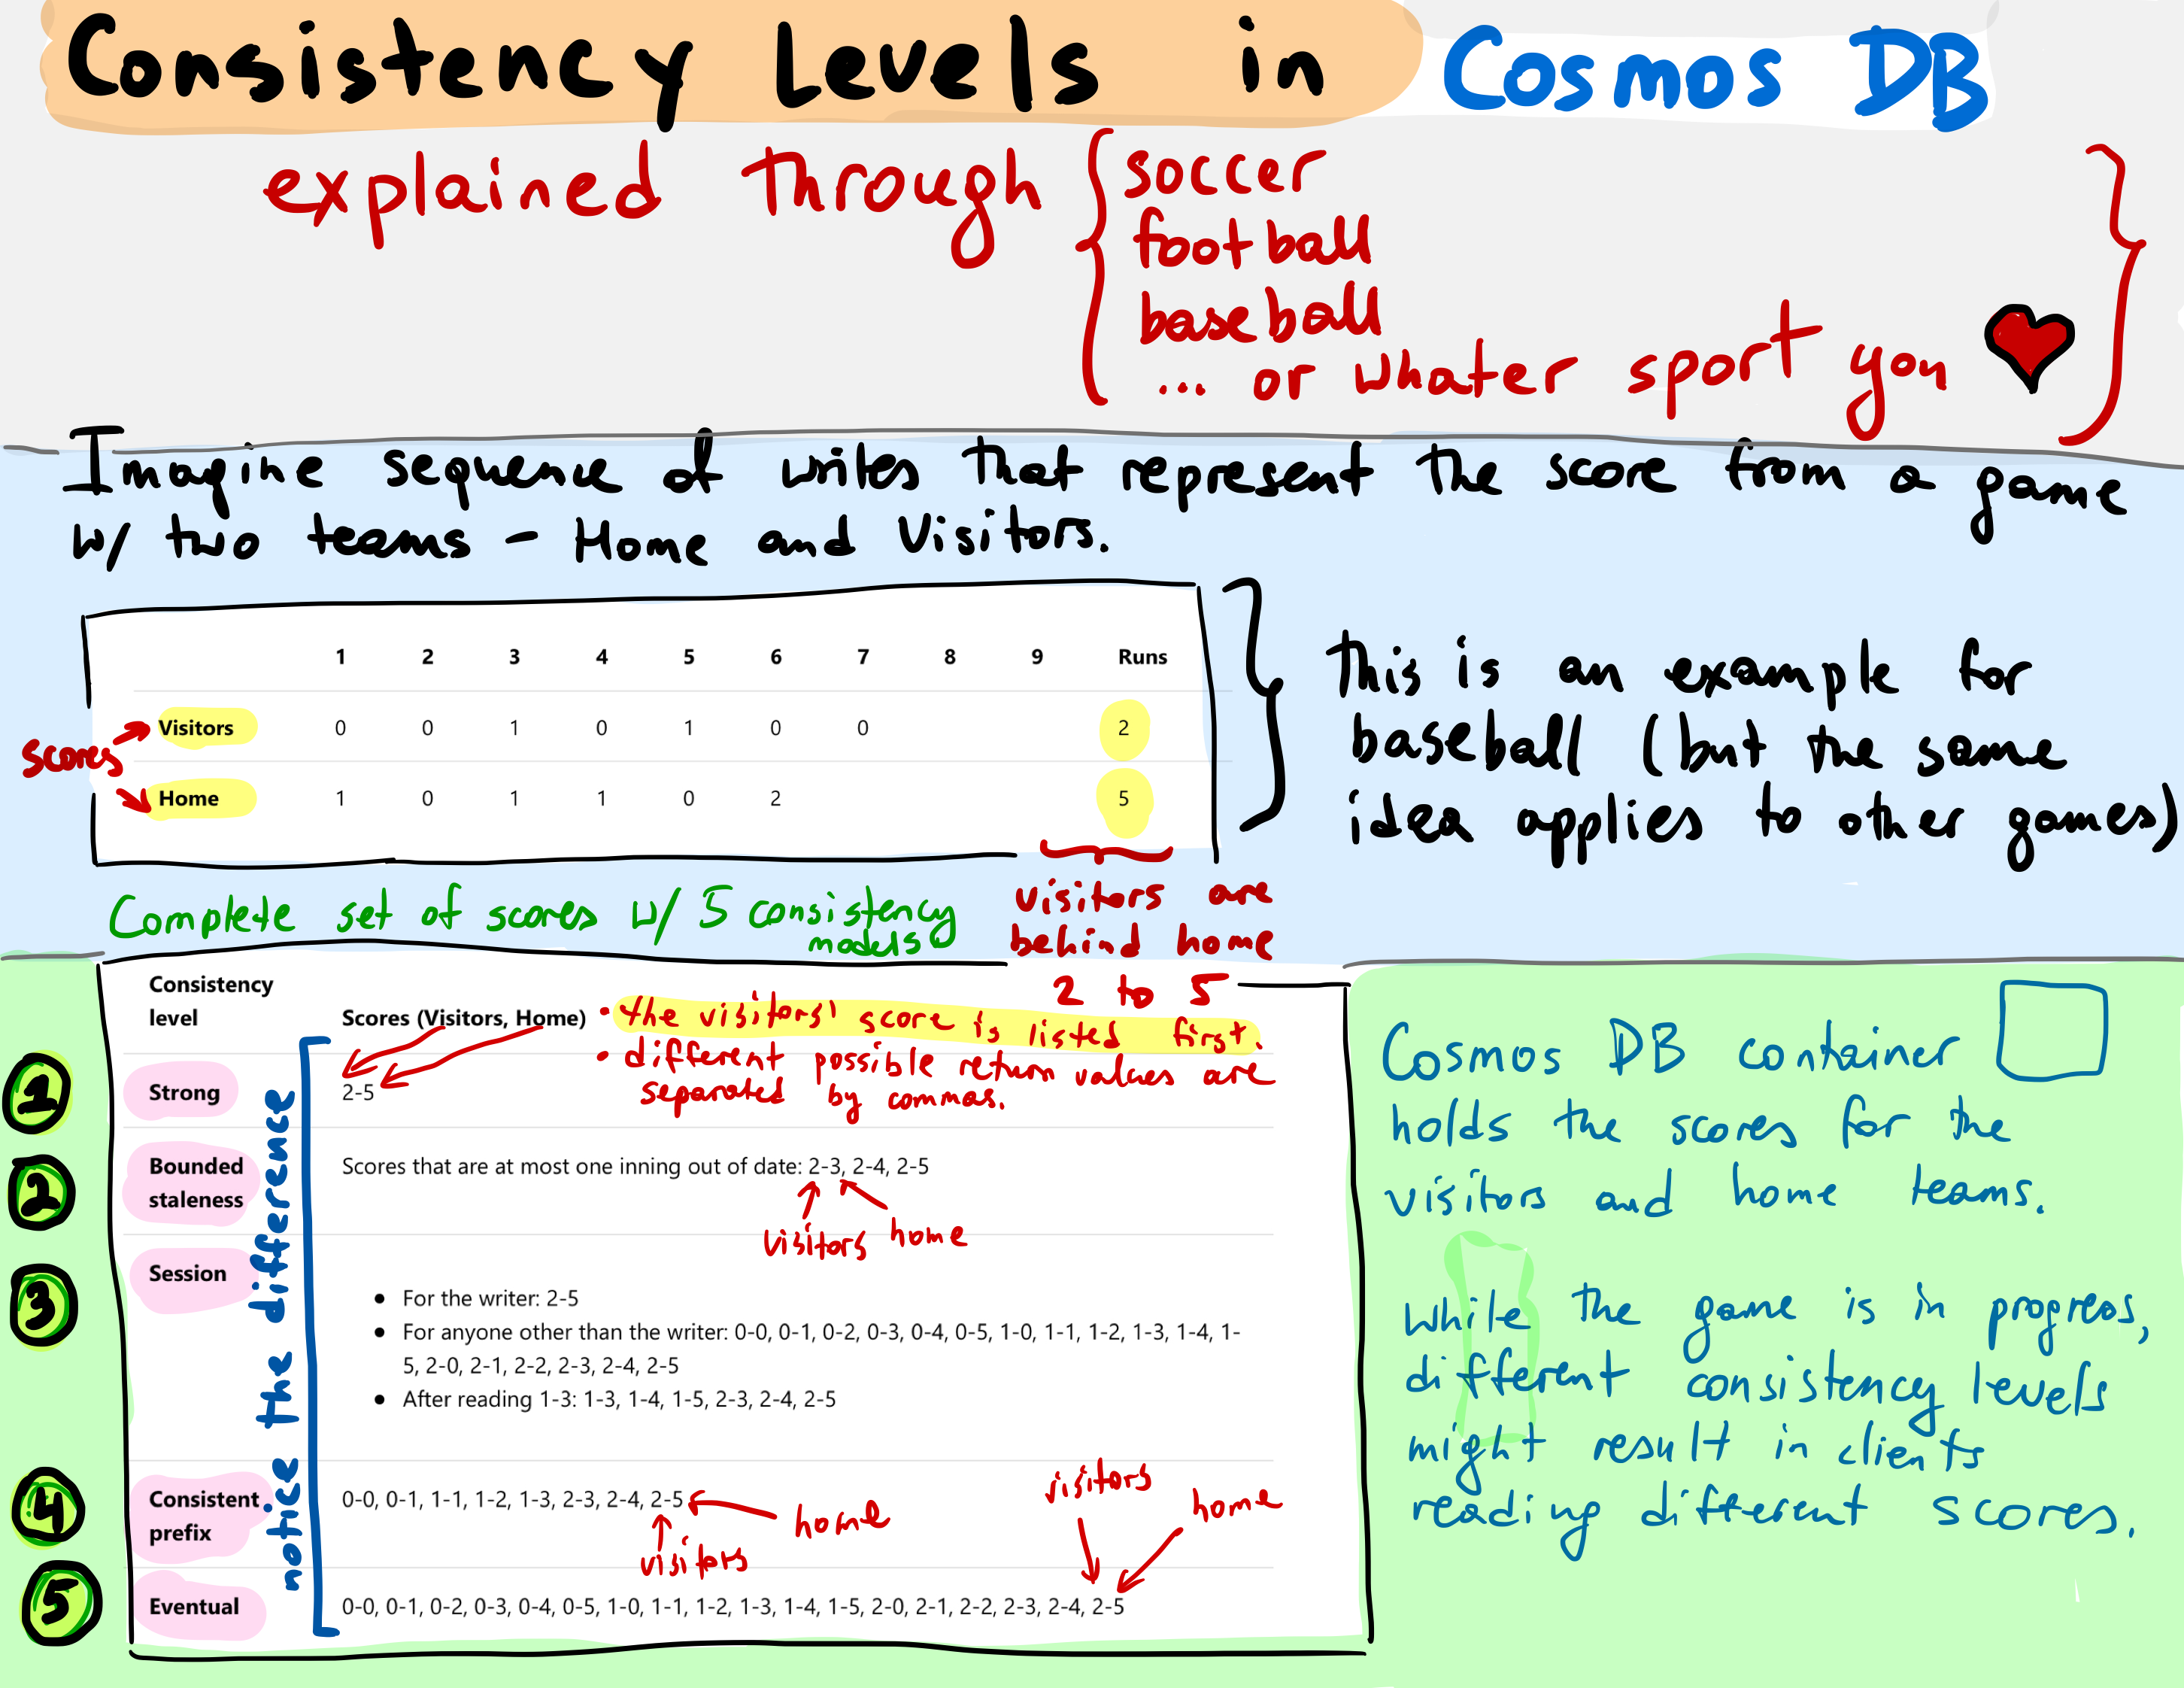 Consistency Levels in Cosmos DB
explained through
soccer
football
baseball
... or whater sport you
Imagine sequence of writes that represent the score from a game
w/ two teams - Home and Visitors.
1 2 3 4 5 6 7 8 9 Runs
Visitors 0 0 1 0 1 0 0 2
scores
Home 1 0 1 1 0 2 5
this is an example for
baseball (but the same
idea applies to other games)
visitors are
behind home
2 to 5
Complete set of scores w/ 5 consistency
models
Consistency
level
Scores (Visitors, Home)
• the visitors' score is listed first.
• different possible return values are
separated by commas.
notice the difference
1
Strong
2-5
2
Bounded
staleness
Scores that are at most one inning out of date: 2-3, 2-4, 2-5
visitors home
3
Session
• For the writer: 2-5
• For anyone other than the writer: 0-0, 0-1, 0-2, 0-3, 0-4, 0-5, 1-0, 1-1, 1-2, 1-3, 1-4, 1-
5, 2-0, 2-1, 2-2, 2-3, 2-4, 2-5
• After reading 1-3: 1-3, 1-4, 1-5, 2-3, 2-4, 2-5
4
Consistent
prefix
0-0, 0-1, 1-1, 1-2, 1-3, 2-3, 2-4, 2-5
home
visitors
visitors
home
5
Eventual
0-0, 0-1, 0-2, 0-3, 0-4, 0-5, 1-0, 1-1, 1-2, 1-3, 1-4, 1-5, 2-0, 2-1, 2-2, 2-3, 2-4, 2-5
Cosmos DB container
holds the scores for the
visitors and home teams.
While the game is in progress,
different consistency levels
might result in clients
reading different scores.